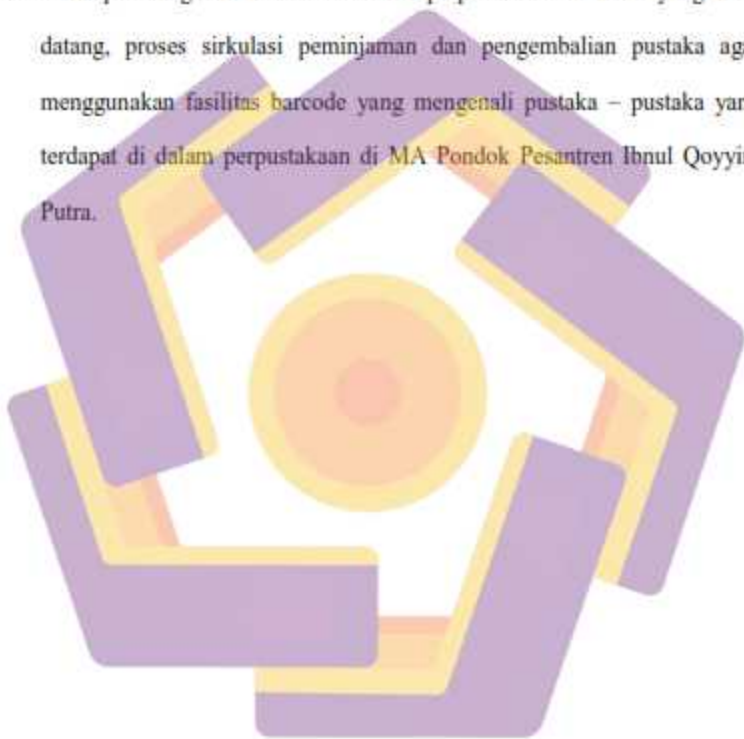 datang, proses sirkulasi peminjaman dan pengembalian pustaka aga
menggunakan fasilitas barcode yang mengenali pustaka – pustaka yan
terdapat di dalam perpustakaan di MA Pondok Pesantren Ibnul Qoyyi
Putra.